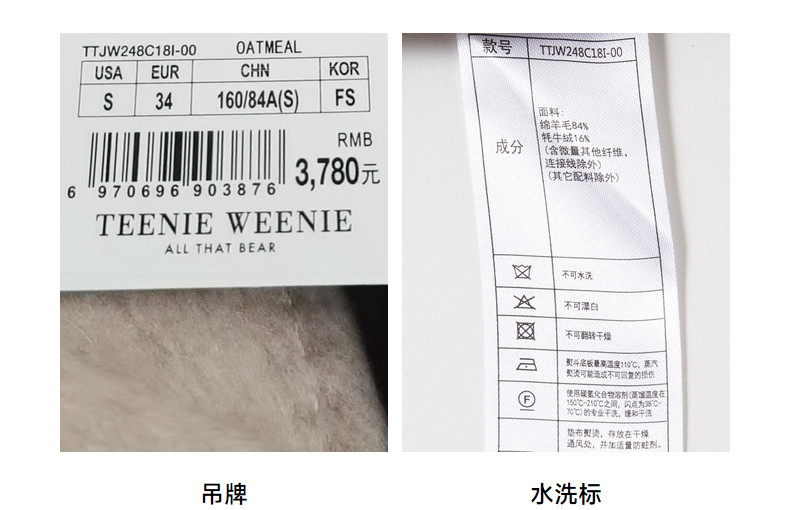 TTJW248C18I-00 OATMEAL
USA EUR CHN KOR
S 34 160/84A(S) FS
RMB
3,780元
6 970696 903876
TEENIE WEENIE
ALL THAT BEAR
吊牌
款号 TTJW248C18I-00
成分
面料:
绵羊毛84%
牦牛绒16%
(含微量其他纤维,
连接线除外)
(其它配料除外)
不可水洗
不可漂白
不可翻转干燥
熨斗底板最高温度110℃, 蒸汽
熨烫可能造成不可回复的损伤
F
使用碳氢化合物溶剂(蒸馏温度在
150℃-210℃之间, 闪点为38℃-
70℃)的专业干洗, 缓和干洗
垫布熨烫, 存放在干燥
通风处, 并加适量防蛀剂。
水洗标